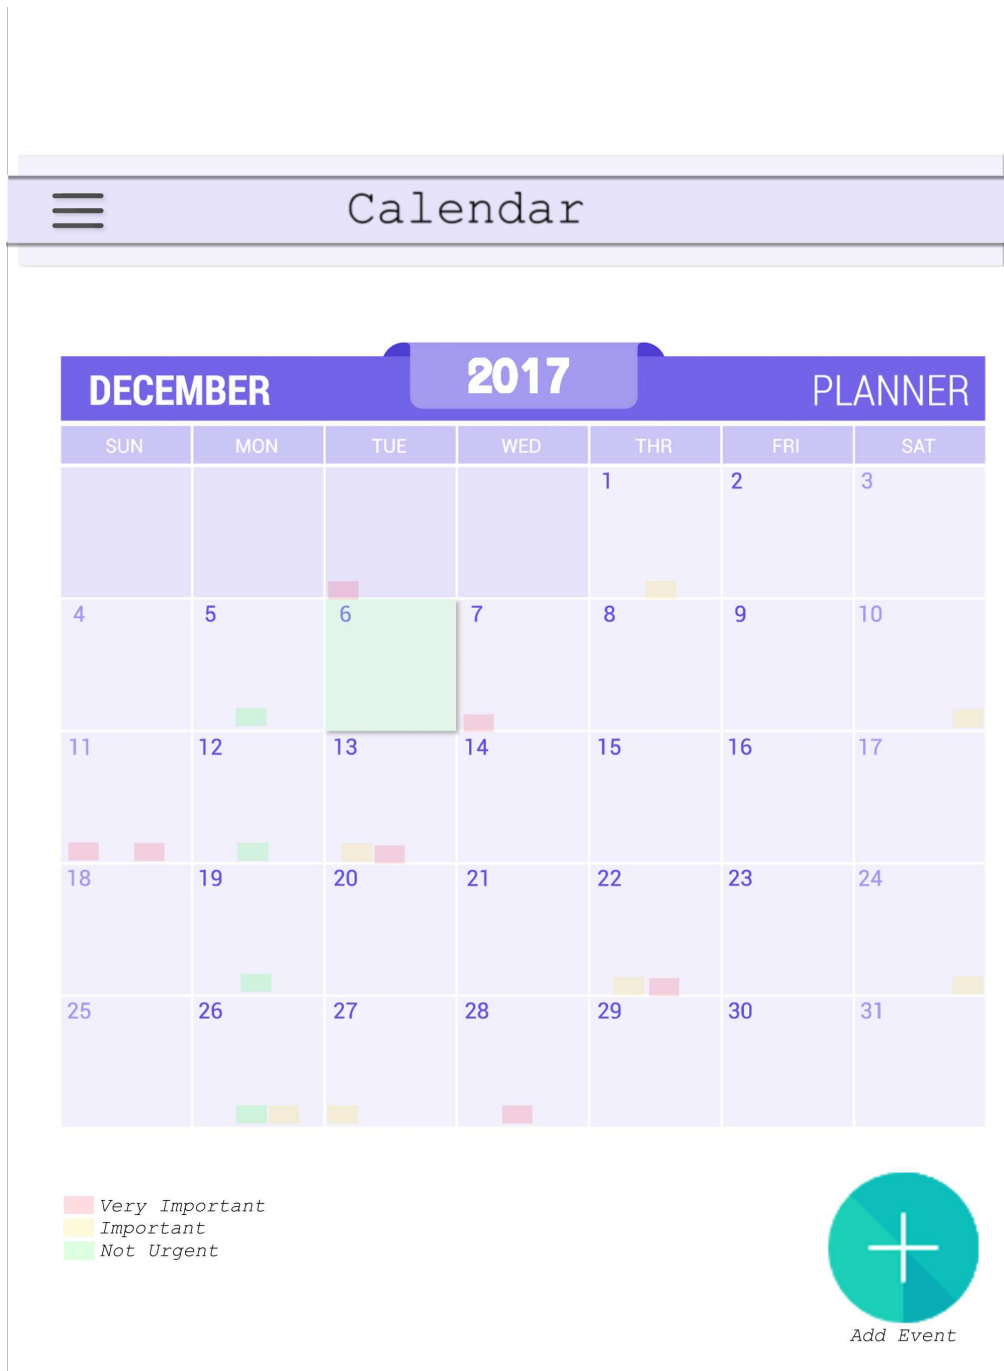 Calendar
2017
DECEMBER PLANNER
SUN MON TUE WED THR FRI SAT
1 2 3
4 5 6 7 8 9 10
11 12 13 14 15 16 17
18 19 20 21 22 23 24
25 26 27 28 29 30 31
Very Important
Important
Not Urgent
Add Event